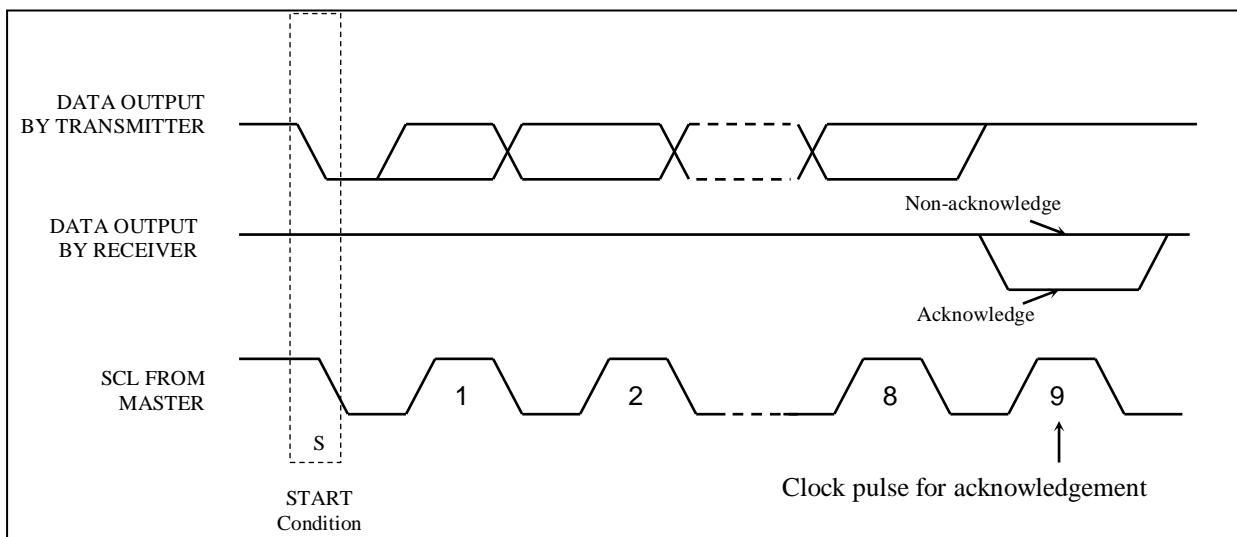 DATA OUTPUT
BY TRANSMITTER
Non-acknowledge
DATA OUTPUT
BY RECEIVER
Acknowledge
SCL FROM
MASTER
1
2
8
9
S
START
Condition
Clock pulse for acknowledgement